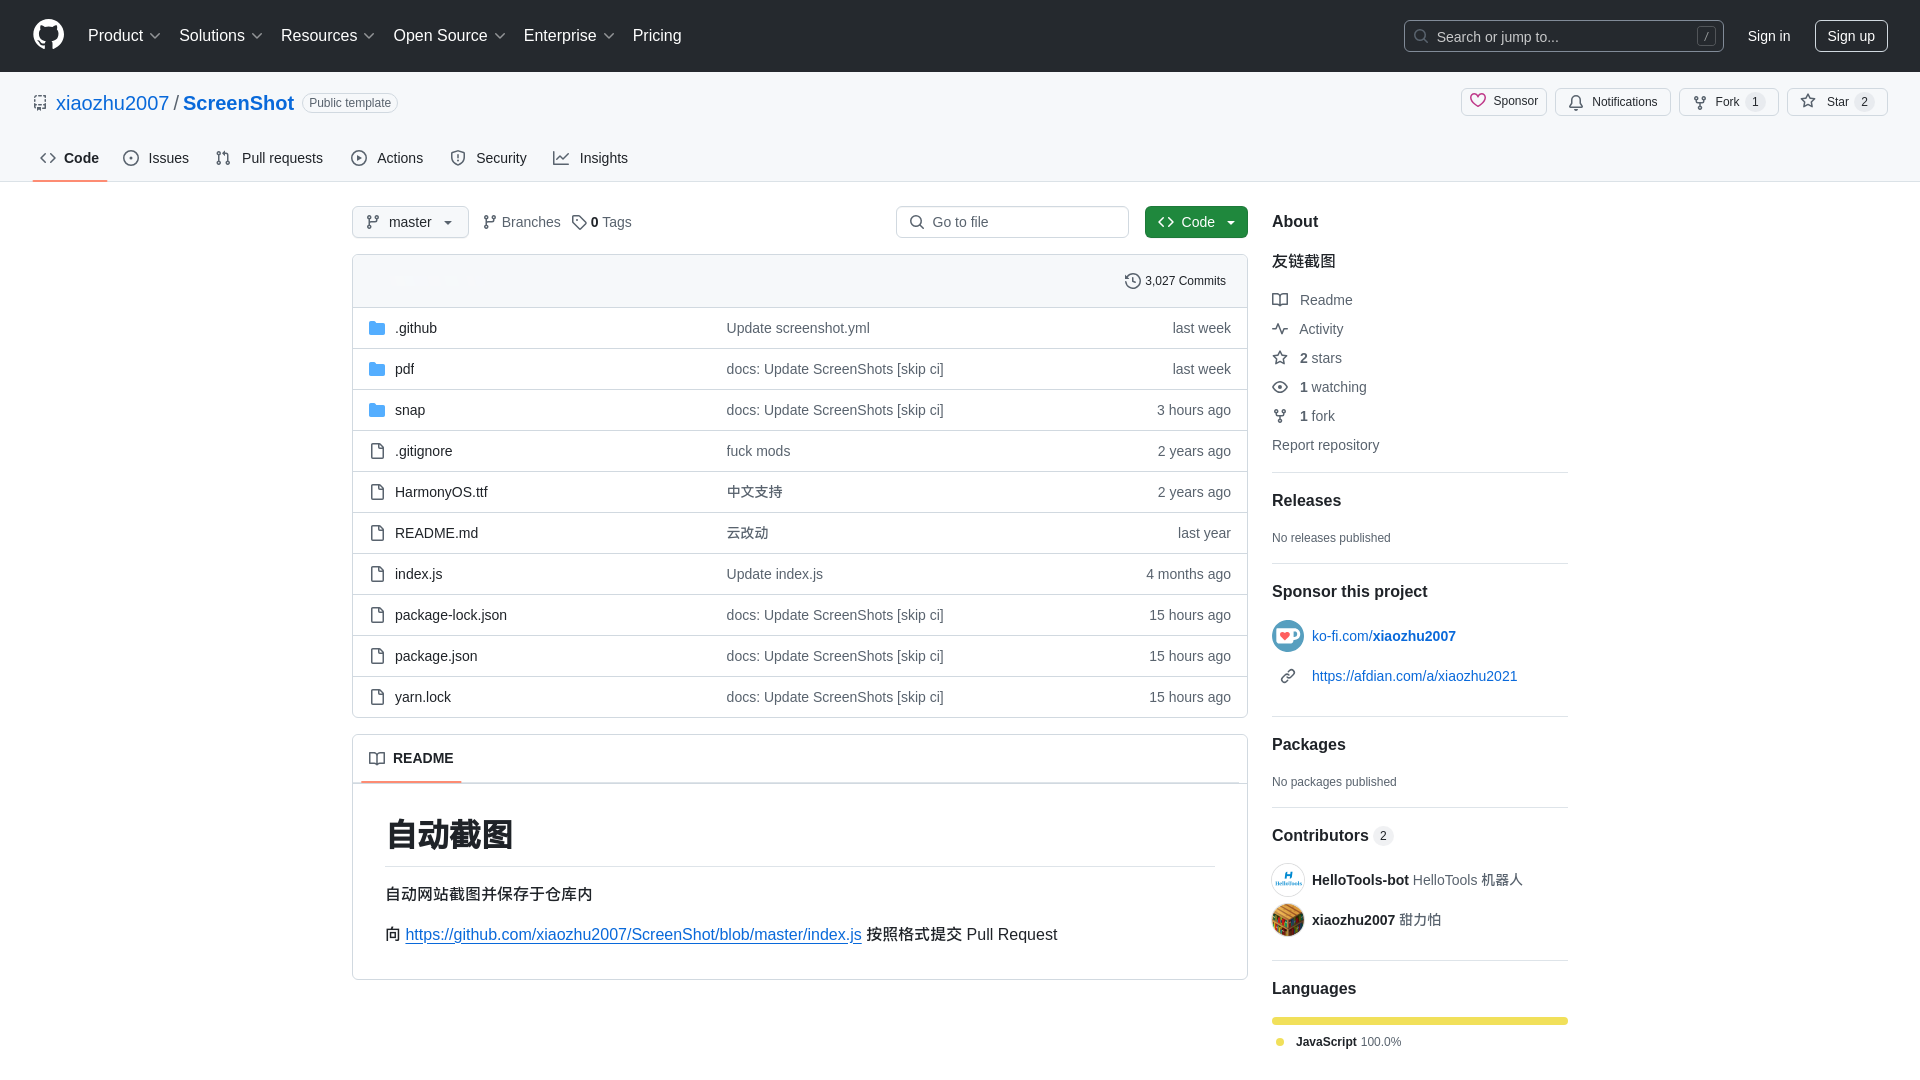 Product Solutions Resources Open Source Enterprise Pricing Search or jump to... / Sign in Sign up
xiaozhu2007 / ScreenShot Public template Sponsor Notifications Fork 1 Star 2
Code Issues Pull requests Actions Security Insights
master Branches 0 Tags Go to file Code
3,027 Commits
.github Update screenshot.yml last week
pdf docs: Update ScreenShots [skip ci] last week
snap docs: Update ScreenShots [skip ci] 3 hours ago
.gitignore fuck mods 2 years ago
HarmonyOS.ttf 中文支持 2 years ago
README.md 云改动 last year
index.js Update index.js 4 months ago
package-lock.json docs: Update ScreenShots [skip ci] 15 hours ago
package.json docs: Update ScreenShots [skip ci] 15 hours ago
yarn.lock docs: Update ScreenShots [skip ci] 15 hours ago
README
自动截图
自动网站截图并保存于仓库内
向 https://github.com/xiaozhu2007/ScreenShot/blob/master/index.js 按照格式提交 Pull Request
About
友链截图
Readme
Activity
2 stars
1 watching
1 fork
Report repository
Releases
No releases published
Sponsor this project
ko-fi.com/xiaozhu2007
https://afdian.com/a/xiaozhu2021
Packages
No packages published
Contributors 2
HelloTools
HelloTools-bot HelloTools 机器人
xiaozhu2007 甜力怕
Languages
JavaScript 100.0%